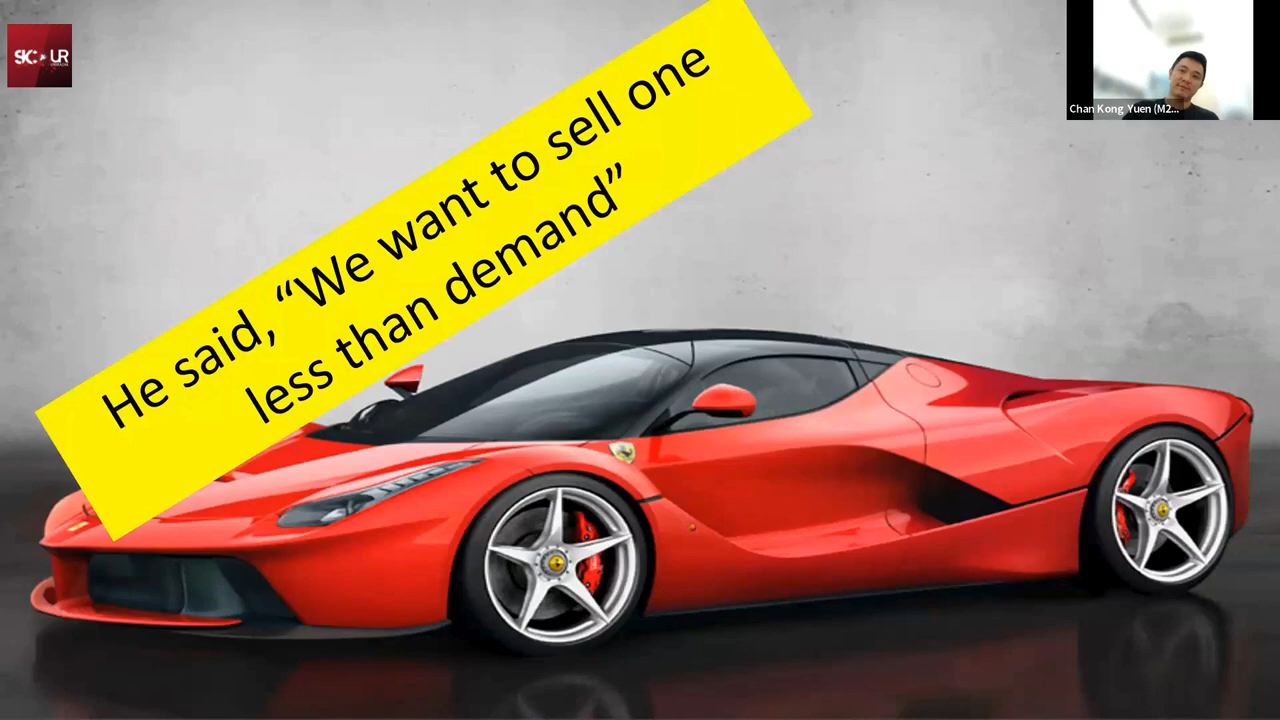 He said, “We want to sell one
less than demand”
Chan Kong Yuen (M2...